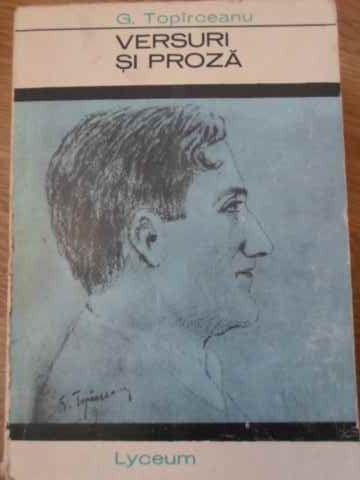 G. Topîrceanu
VERSURI
ȘI PROZĂ
G. Topîrceanu
Lyceum